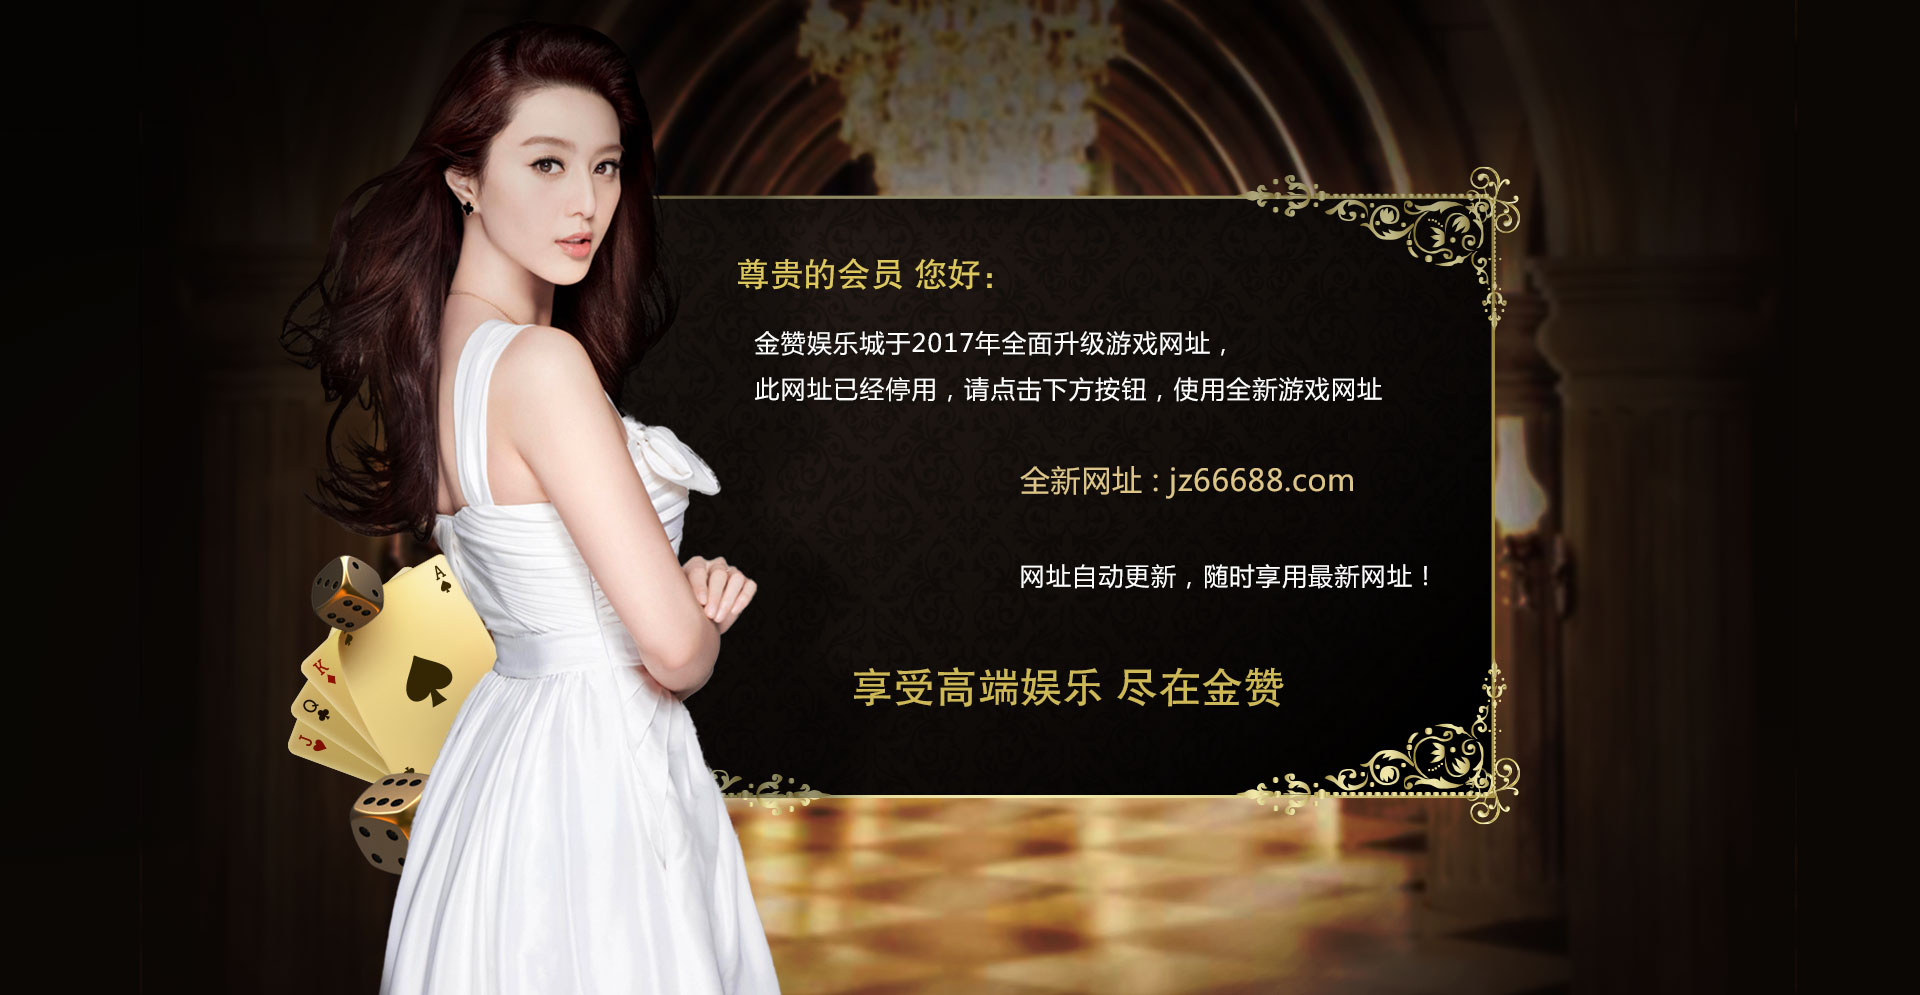 尊贵的会员 您好：
金赞娱乐城于2017年全面升级游戏网址，
此网址已经停用，请点击下方按钮，使用全新游戏网址
全新网址：jz66688.com
网址自动更新，随时享用最新网址！
享受高端娱乐 尽在金赞
A
K
Q
J